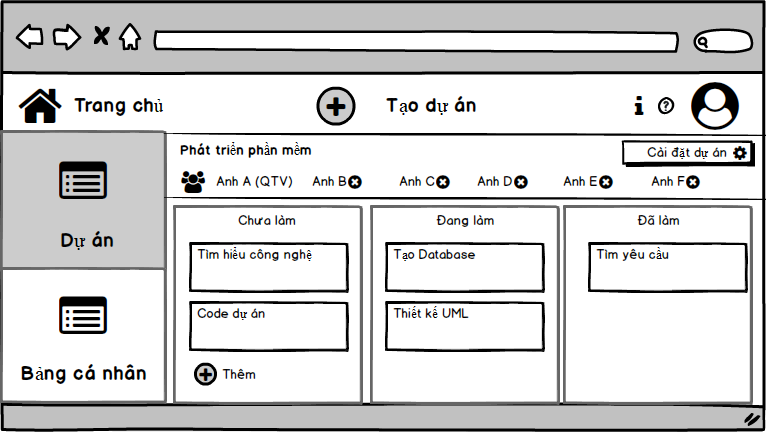 Trang chủ
Tạo dự án
Phát triển phần mềm
Cài đặt dự án
Anh A (QTV) Anh B Anh C Anh D Anh E Anh F
Dự án
Bảng cá nhân
Chưa làm
Tìm hiểu công nghệ
Code dự án
Thêm
Đang làm
Tạo Database
Thiết kế UML
Đã làm
Tìm yêu cầu